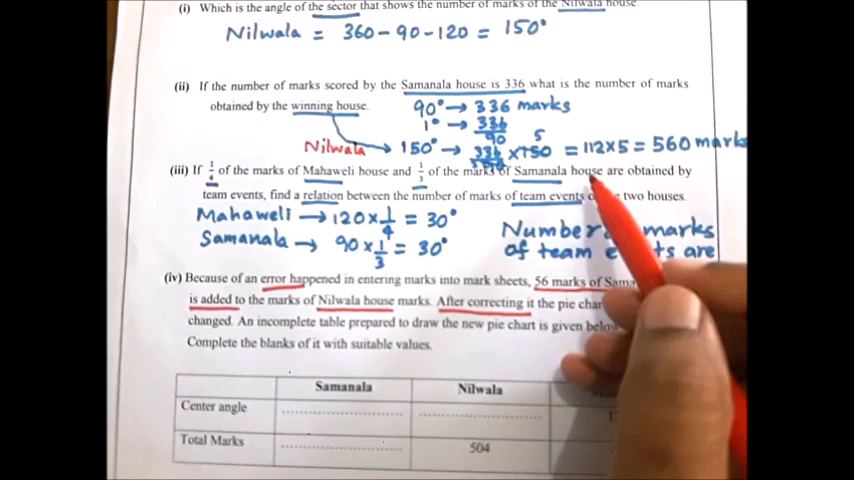 (i) Which is the angle of the sector that shows the number of marks of the Nilwala house.
Nilwala = 360 - 90 - 120 = 150°
(ii) If the number of marks scored by the Samanala house is 336 what is the number of marks
obtained by the winning house.
90° → 336 marks
1° → 336/90
Nilwala → 150° → 336/ × 150 5 = 112×5 = 560 marks
(iii) If 1/4 of the marks of Mahaweli house and 1/3 of the marks of Samanala house are obtained by
team events, find a relation between the number of marks of team events two houses.
Mahaweli → 120 × 1/4 = 30°
Samanala → 90 × 1/3 = 30°
Number marks
of team are
(iv) Because of an error happened in entering marks into mark sheets, 56 marks of
is added to the marks of Nilwala house marks. After correcting it the pie
changed. An incomplete table prepared to draw the new pie chart is given
Complete the blanks of it with suitable values.
Samanala Nilwala
Center angle
Total Marks 504